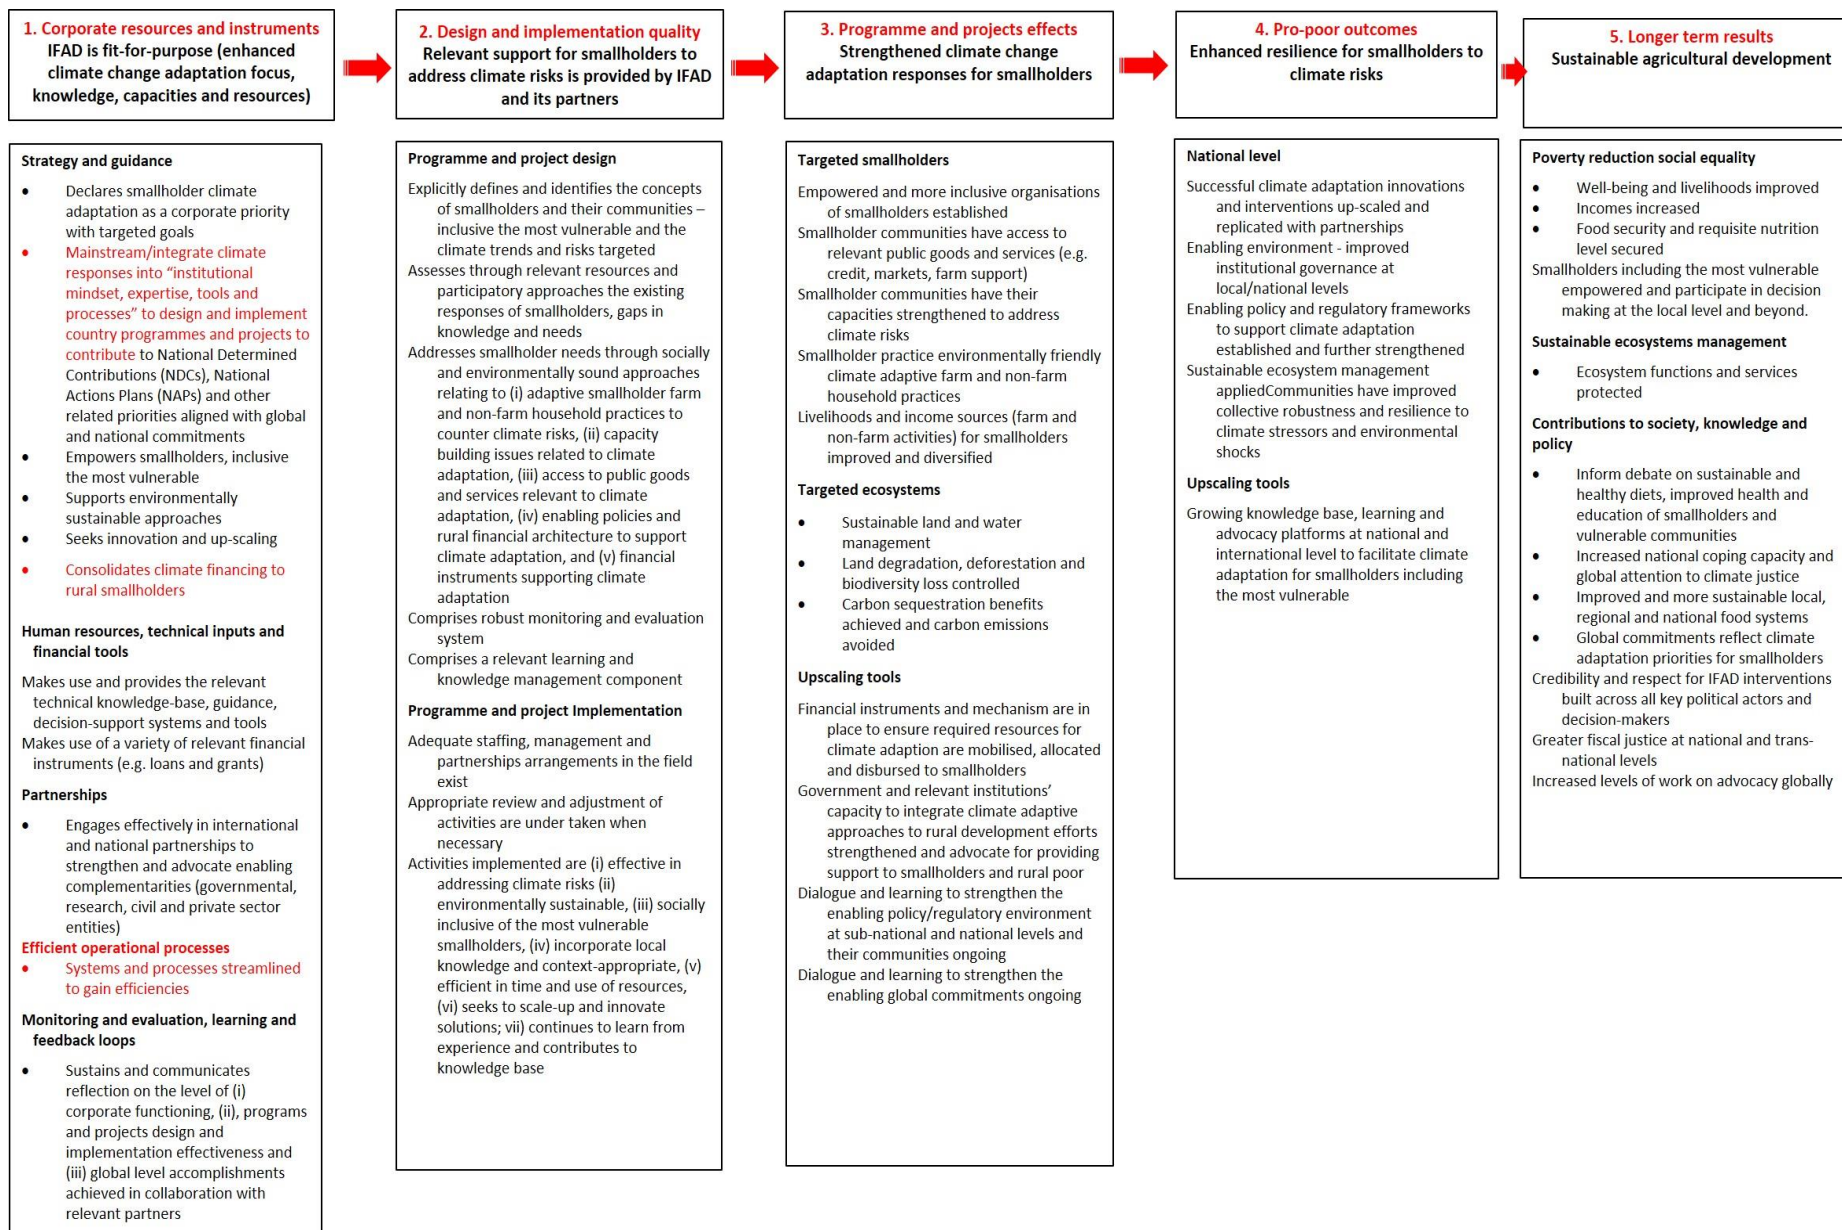 1. Corporate resources and instruments
IFAD is fit-for-purpose (enhanced
climate change adaptation focus,
knowledge, capacities and resources)
2. Design and implementation quality
Relevant support for smallholders to
address climate risks is provided by IFAD
and its partners
3. Programme and projects effects
Strengthened climate change
adaptation responses for smallholders
4. Pro-poor outcomes
Enhanced resilience for smallholders to
climate risks
5. Longer term results
Sustainable agricultural development
Strategy and guidance
• Declares smallholder climate
adaptation as a corporate priority
with targeted goals
• Mainstream/integrate climate
responses into “institutional
mindset, expertise, tools and
processes” to design and implement
country programmes and projects to
contribute to National Determined
Contributions (NDCs), National
Actions Plans (NAPs) and other
related priorities aligned with global
and national commitments
• Empowers smallholders, inclusive
the most vulnerable
• Supports environmentally
sustainable approaches
• Seeks innovation and up-scaling
• Consolidates climate financing to
rural smallholders
Human resources, technical inputs and
financial tools
Makes use and provides the relevant
technical knowledge-base, guidance,
decision-support systems and tools
Makes use of a variety of relevant financial
instruments (e.g. loans and grants)
Partnerships
• Engages effectively in international
and national partnerships to
strengthen and advocate enabling
complementarities (governmental,
research, civil and private sector
entities)
Efficient operational processes
• Systems and processes streamlined
to gain efficiencies
Monitoring and evaluation, learning and
feedback loops
• Sustains and communicates
reflection on the level of (i)
corporate functioning, (ii), programs
and projects design and
implementation effectiveness and
(iii) global level accomplishments
achieved in collaboration with
relevant partners
Programme and project design
Explicitly defines and identifies the concepts
of smallholders and their communities –
inclusive the most vulnerable and the
climate trends and risks targeted
Assesses through relevant resources and
participatory approaches the existing
responses of smallholders, gaps in
knowledge and needs
Addresses smallholder needs through socially
and environmentally sound approaches
relating to (i) adaptive smallholder farm
and non-farm household practices to
counter climate risks, (ii) capacity
building issues related to climate
adaptation, (iii) access to public goods
and services relevant to climate
adaptation, (iv) enabling policies and
rural financial architecture to support
climate adaptation, and (v) financial
instruments supporting climate
adaptation
Comprises robust monitoring and evaluation
system
Comprises a relevant learning and
knowledge management component
Programme and project Implementation
Adequate staffing, management and
partnerships arrangements in the field
exist
Appropriate review and adjustment of
activities are under taken when
necessary
Activities implemented are (i) effective in
addressing climate risks (ii)
environmentally sustainable, (iii) socially
inclusive of the most vulnerable
smallholders, (iv) incorporate local
knowledge and context-appropriate, (v)
efficient in time and use of resources,
(vi) seeks to scale-up and innovate
solutions; vii) continues to learn from
experience and contributes to
knowledge base
Targeted smallholders
Empowered and more inclusive organisations
of smallholders established
Smallholder communities have access to
relevant public goods and services (e.g.
credit, markets, farm support)
Smallholder communities have their
capacities strengthened to address
climate risks
Smallholder practice environmentally friendly
climate adaptive farm and non-farm
household practices
Livelihoods and income sources (farm and
non-farm activities) for smallholders
improved and diversified
Targeted ecosystems
• Sustainable land and water
management
• Land degradation, deforestation and
biodiversity loss controlled
• Carbon sequestration benefits
achieved and carbon emissions
avoided
Upscaling tools
Financial instruments and mechanism are in
place to ensure required resources for
climate adaption are mobilised, allocated
and disbursed to smallholders
Government and relevant institutions’
capacity to integrate climate adaptive
approaches to rural development efforts
strengthened and advocate for providing
support to smallholders and rural poor
Dialogue and learning to strengthen the
enabling policy/regulatory environment
at sub-national and national levels and
their communities ongoing
Dialogue and learning to strengthen the
enabling global commitments ongoing
National level
Successful climate adaptation innovations
and interventions up-scaled and
replicated with partnerships
Enabling environment - improved
institutional governance at
local/national levels
Enabling policy and regulatory frameworks
to support climate adaptation
established and further strengthened
Sustainable ecosystem management
appliedCommunities have improved
collective robustness and resilience to
climate stressors and environmental
shocks
Upscaling tools
Growing knowledge base, learning and
advocacy platforms at national and
international level to facilitate climate
adaptation for smallholders including
the most vulnerable
Poverty reduction social equality
• Well-being and livelihoods improved
• Incomes increased
• Food security and requisite nutrition
level secured
Smallholders including the most vulnerable
empowered and participate in decision
making at the local level and beyond.
Sustainable ecosystems management
• Ecosystem functions and services
protected
Contributions to society, knowledge and
policy
• Inform debate on sustainable and
healthy diets, improved health and
education of smallholders and
vulnerable communities
• Increased national coping capacity and
global attention to climate justice
• Improved and more sustainable local,
regional and national food systems
• Global commitments reflect climate
adaptation priorities for smallholders
Credibility and respect for IFAD interventions
built across all key political actors and
decision-makers
Greater fiscal justice at national and trans-
national levels
Increased levels of work on advocacy globally